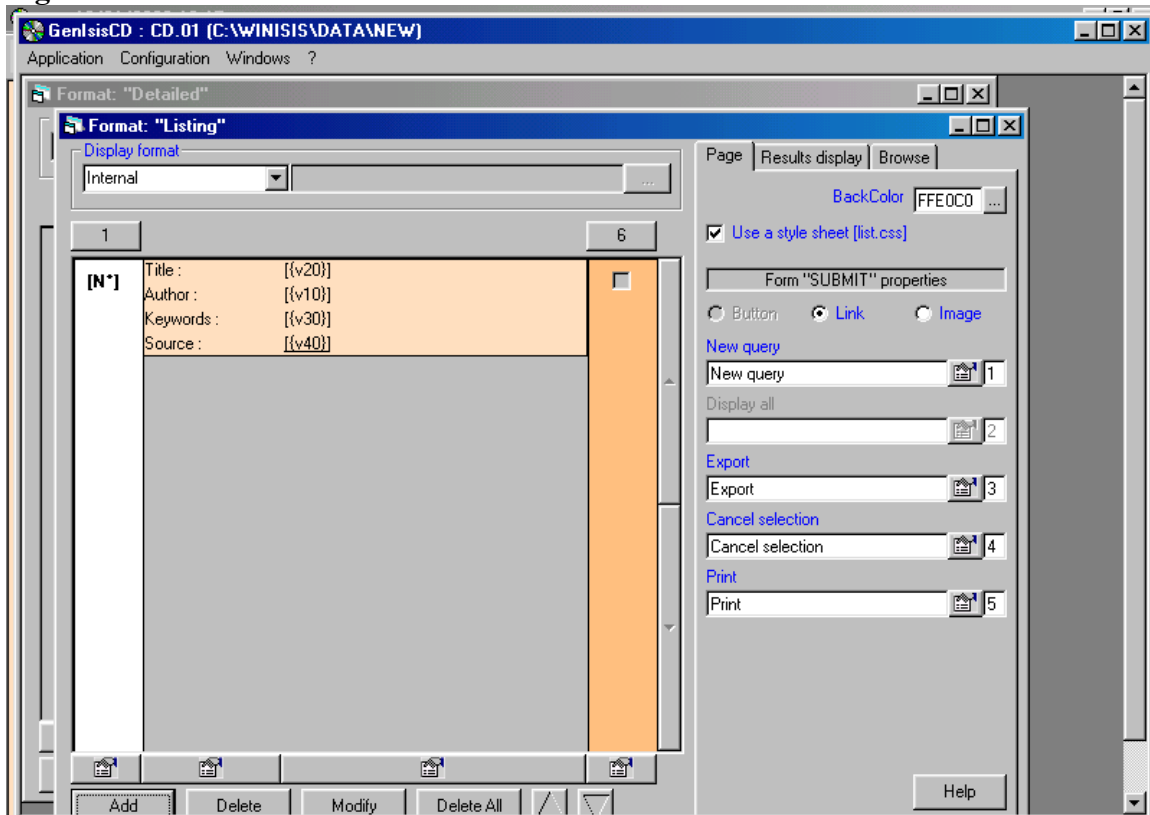 GenIsisCD : CD.01 (C:\WINISIS\DATA\NEW)
Application Configuration Windows ?
Format: "Detailed"
Format: "Listing"
Display format
Internal
...
1
6
[N°]
Title : [{v20}]
Author : [{v10}]
Keywords : [{v30}]
Source : [{v40}]
Add Delete Modify Delete All
Page Results display Browse
BackColor FFE0C0 ...
Use a style sheet [list.css]
Form "SUBMIT" properties
Button Link Image
New query
New query 1
Display all
2
Export
Export 3
Cancel selection
Cancel selection 4
Print
Print 5
Help